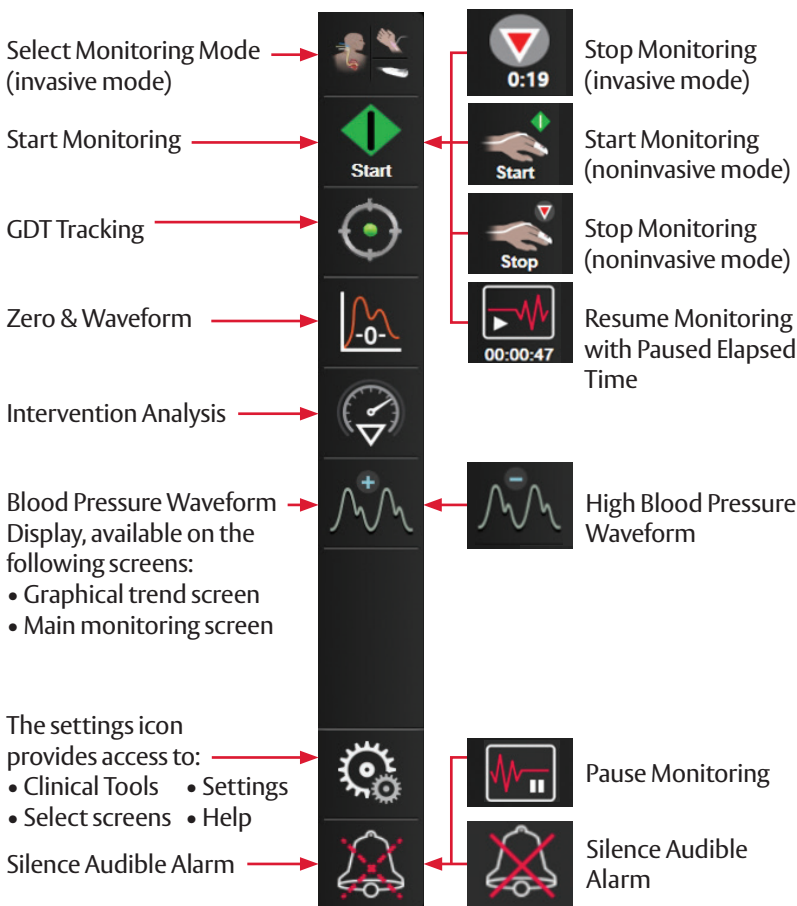 Select Monitoring Mode
(invasive mode)
Start Monitoring
GDT Tracking
Zero & Waveform
Intervention Analysis
Blood Pressure Waveform
Display, available on the
following screens:
• Graphical trend screen
• Main monitoring screen
The settings icon
provides access to:
• Clinical Tools • Settings
• Select screens • Help
Silence Audible Alarm
Start
-0-
0:19
Start
Stop
00:00:47
Stop Monitoring
(invasive mode)
Start Monitoring
(noninvasive mode)
Stop Monitoring
(noninvasive mode)
Resume Monitoring
with Paused Elapsed
Time
High Blood Pressure
Waveform
Pause Monitoring
Silence Audible
Alarm